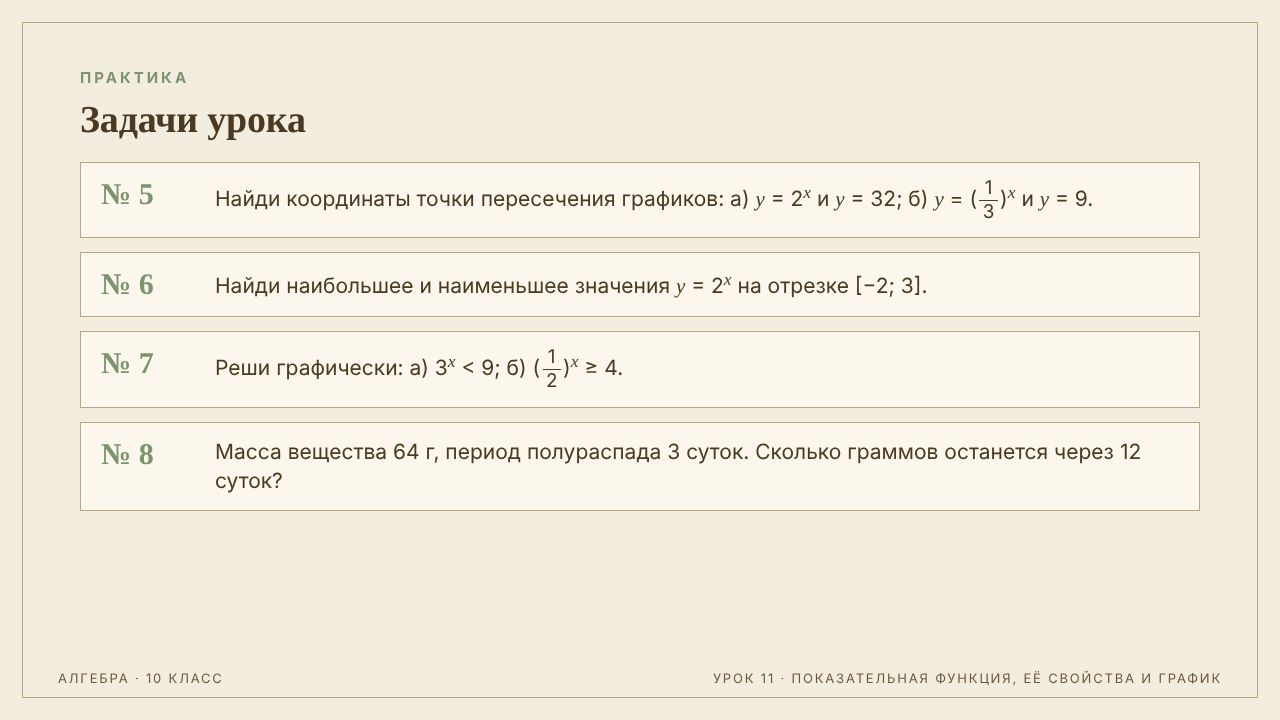 ПРАКТИКА
Задачи урока
№ 5 Найди координаты точки пересечения графиков: а) y = 2^x и y = 32; б) y = (1/3)^x и y = 9.
№ 6 Найди наибольшее и наименьшее значения y = 2^x на отрезке [−2; 3].
№ 7 Реши графически: а) 3^x < 9; б) (1/2)^x ≥ 4.
№ 8 Масса вещества 64 г, период полураспада 3 суток. Сколько граммов останется через 12
суток?
АЛГЕБРА · 10 КЛАСС
УРОК 11 · ПОКАЗАТЕЛЬНАЯ ФУНКЦИЯ, ЕЁ СВОЙСТВА И ГРАФИК